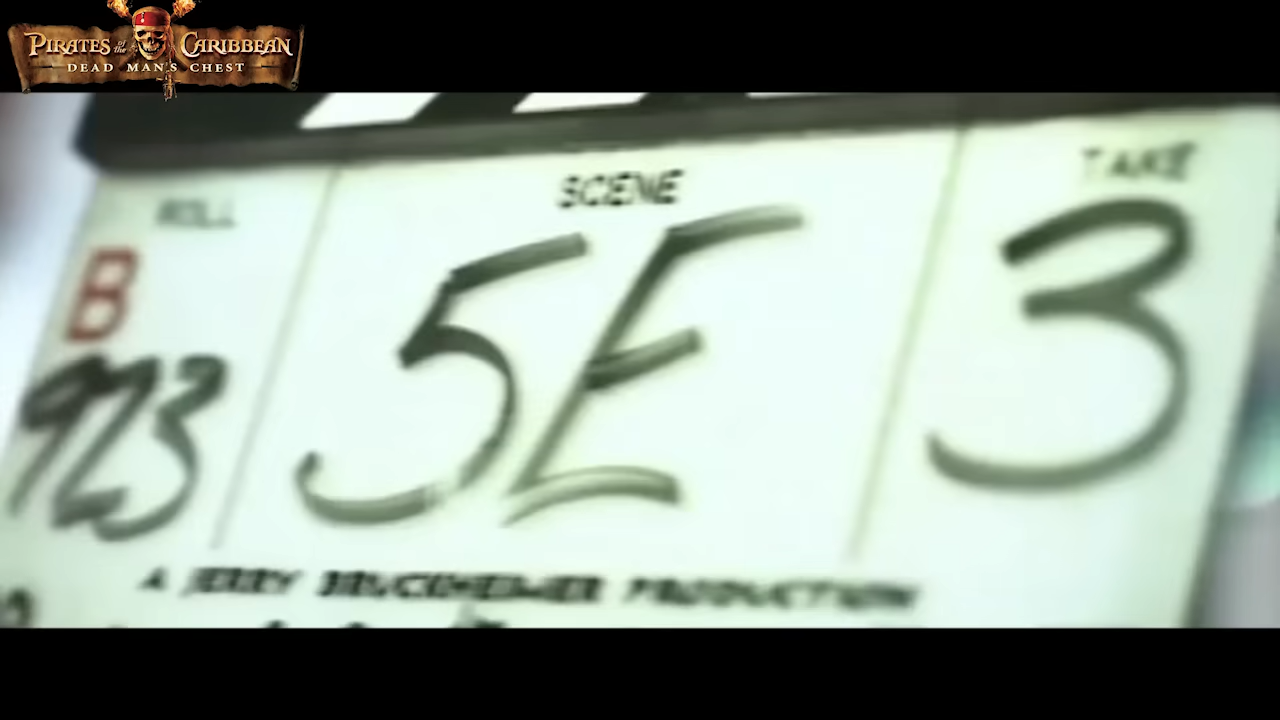 PIRATES of the CARIBBEAN
DEAD MAN'S CHEST
ROLL
SCENE
TAKE
B
923
5E
3
A JERRY BRUCKHEIMER PRODUCTION